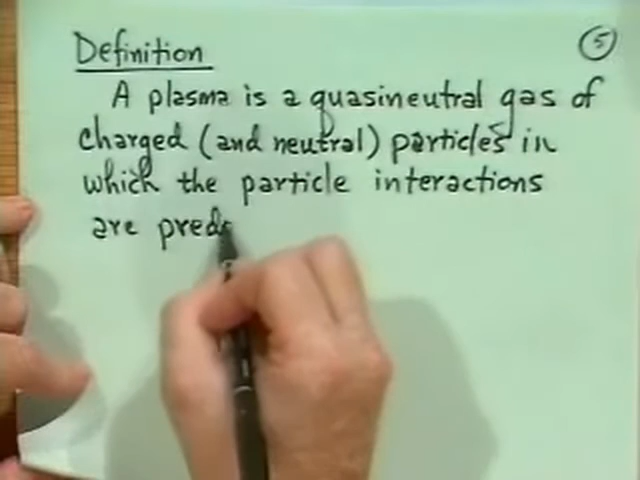 Definition
5
A plasma is a quasineutral gas of
charged (and neutral) particles in
which the particle interactions
are pred